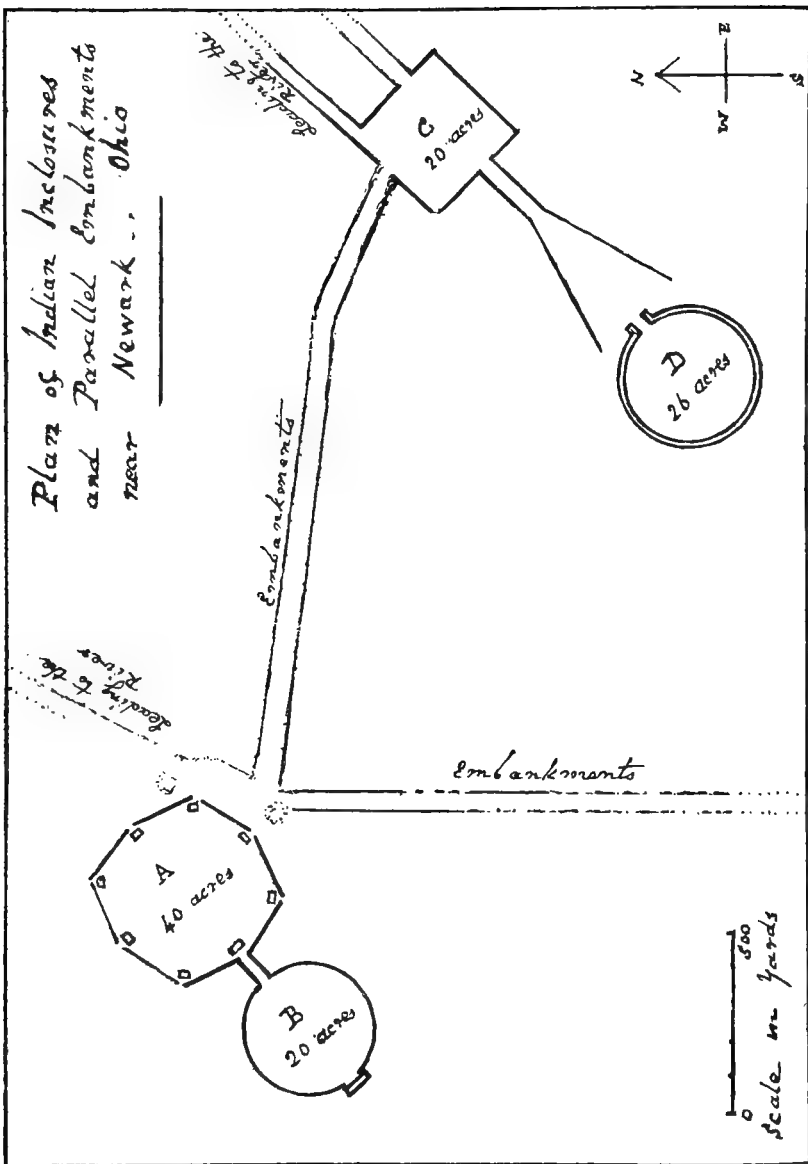 Plan of Indian Inclosures
and Parallel Embankments
near Newark .. Ohio
Leading to the
River
Leading to the
River
Embankments
Embankments
A
40 acres
B
20 acres
C
20 acres
D
26 acres
N
W
E
S
0 500
Scale in Yards